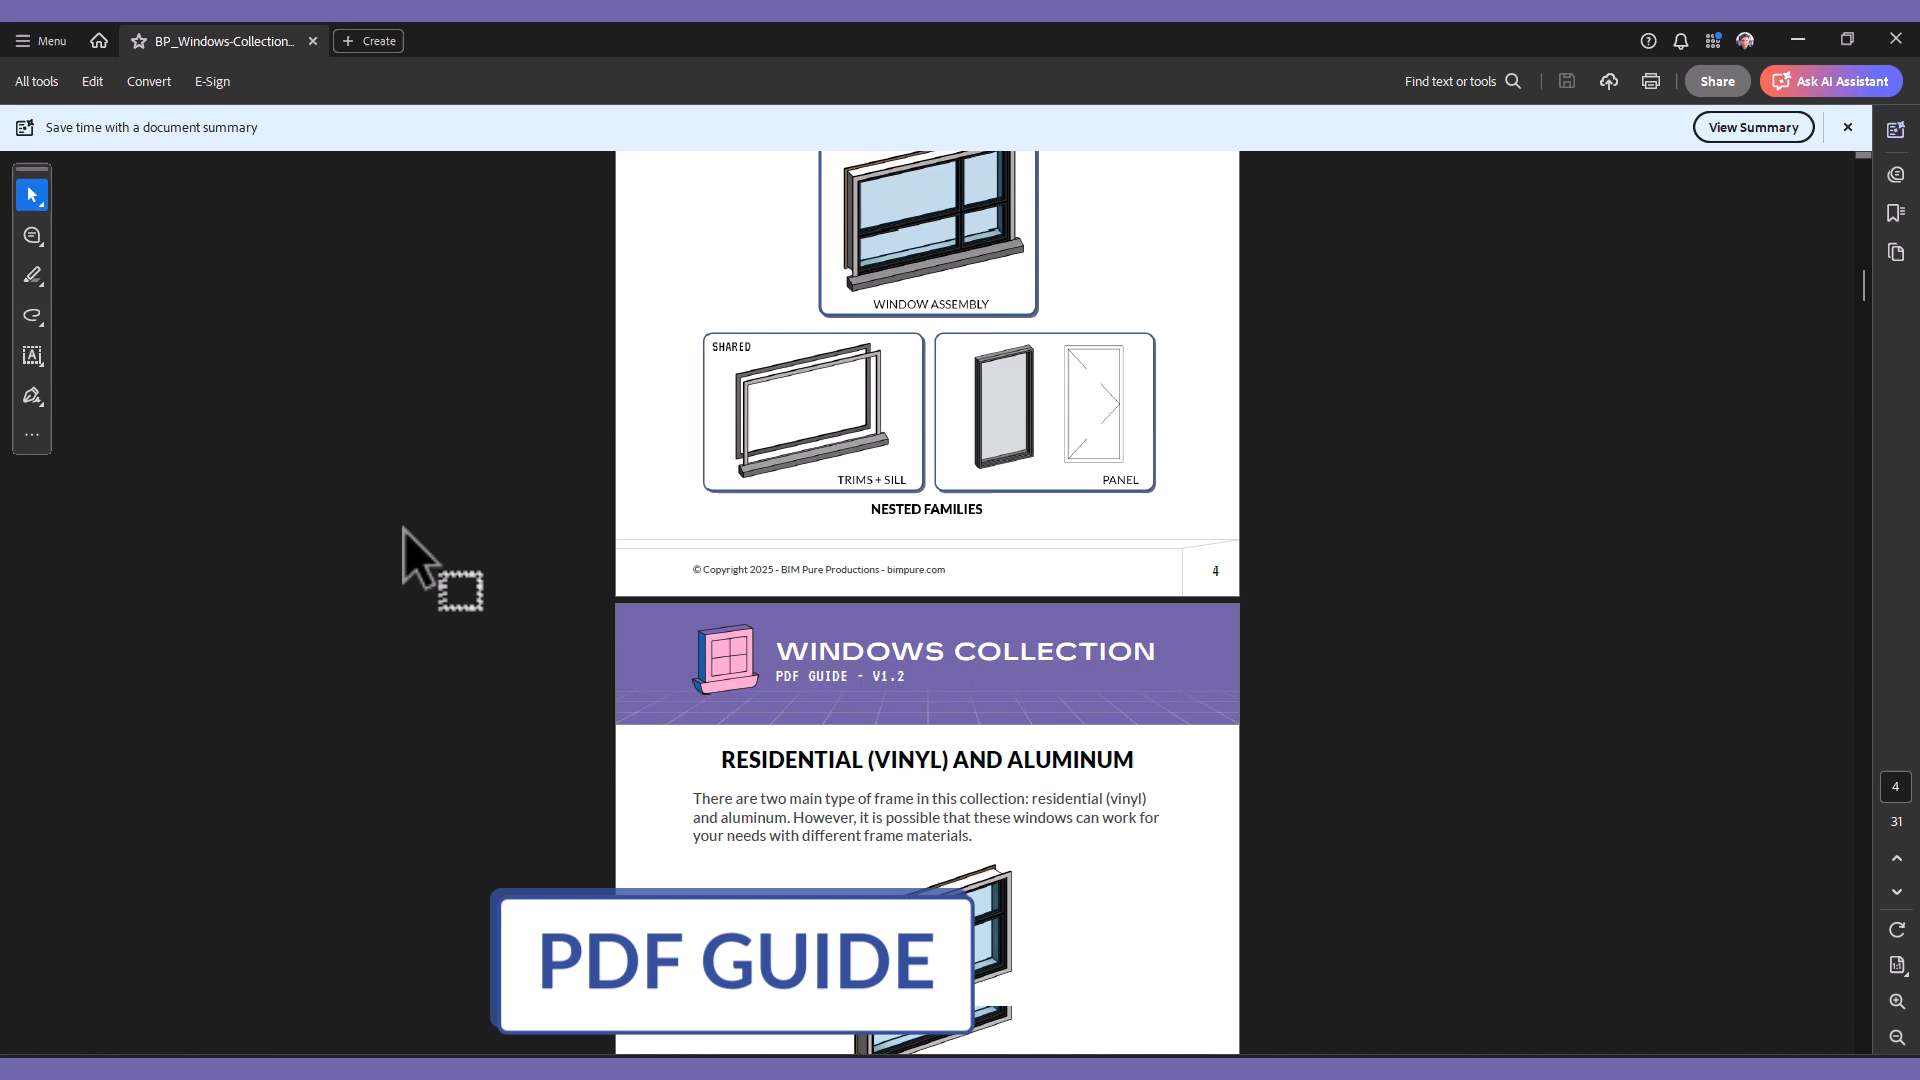 Menu
BP_Windows-Collection...
Create
All tools
Edit
Convert
E-Sign
Find text or tools
Share
Ask AI Assistant
Save time with a document summary
View Summary
WINDOW ASSEMBLY
SHARED
TRIMS + SILL
PANEL
NESTED FAMILIES
© Copyright 2025 - BIM Pure Productions - bimpure.com
4
WINDOWS COLLECTION
PDF GUIDE - V1.2
RESIDENTIAL (VINYL) AND ALUMINUM
There are two main type of frame in this collection: residential (vinyl)
and aluminum. However, it is possible that these windows can work for
your needs with different frame materials.
PDF GUIDE
4
31